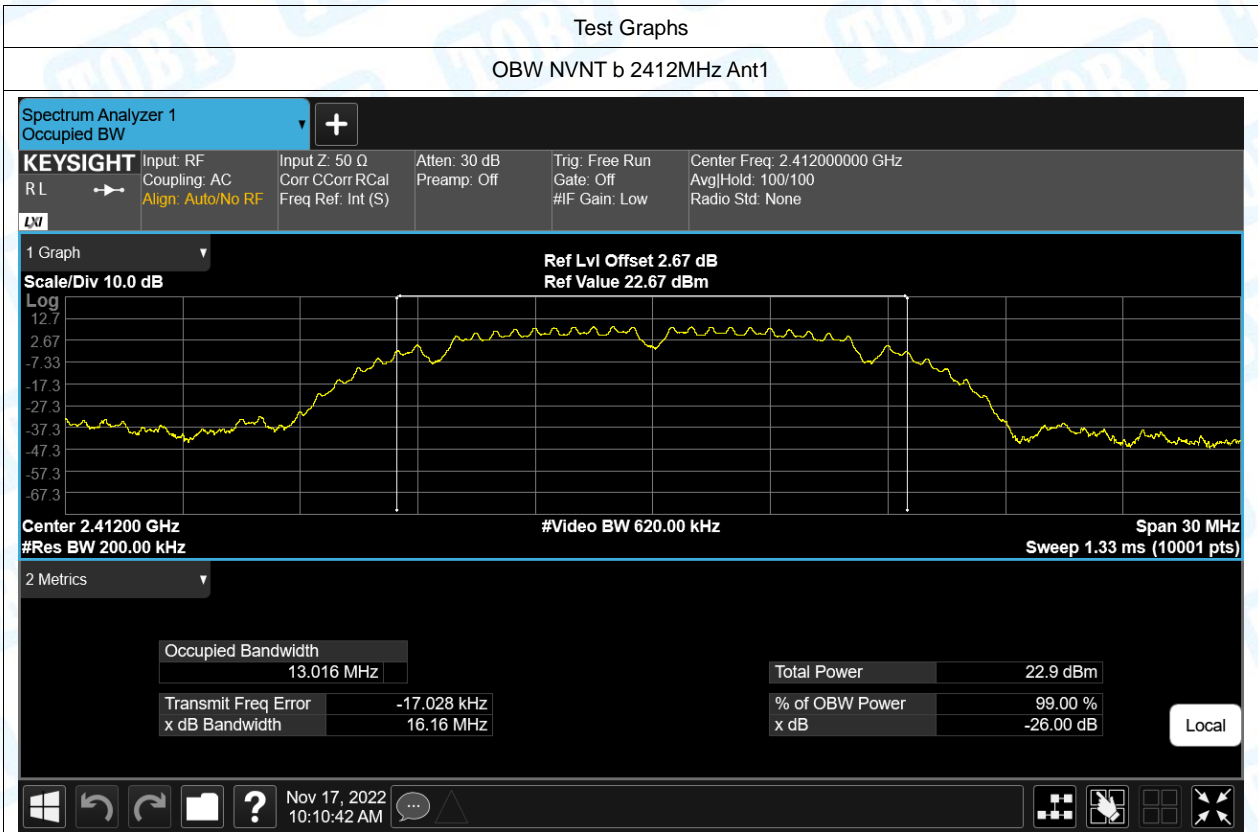 Test Graphs
OBW NVNT b 2412MHz Ant1
Spectrum Analyzer 1
Occupied BW
KEYSIGHT
R L
LXI
Input: RF
Coupling: AC
Align: Auto/No RF
Input Z: 50 Ω
Corr CCorr RCal
Freq Ref: Int (S)
Atten: 30 dB
Preamp: Off
Trig: Free Run
Gate: Off
#IF Gain: Low
Center Freq: 2.412000000 GHz
Avg|Hold: 100/100
Radio Std: None
1 Graph
Scale/Div 10.0 dB
Ref Lvl Offset 2.67 dB
Ref Value 22.67 dBm
Log
12.7
2.67
-7.33
-17.3
-27.3
-37.3
-47.3
-57.3
-67.3
Center 2.41200 GHz
#Res BW 200.00 kHz
#Video BW 620.00 kHz
Span 30 MHz
Sweep 1.33 ms (10001 pts)
2 Metrics
Occupied Bandwidth
13.016 MHz
Transmit Freq Error -17.028 kHz
x dB Bandwidth 16.16 MHz
Total Power 22.9 dBm
% of OBW Power 99.00 %
x dB -26.00 dB
Local
?
Nov 17, 2022
10:10:42 AM
TOBY